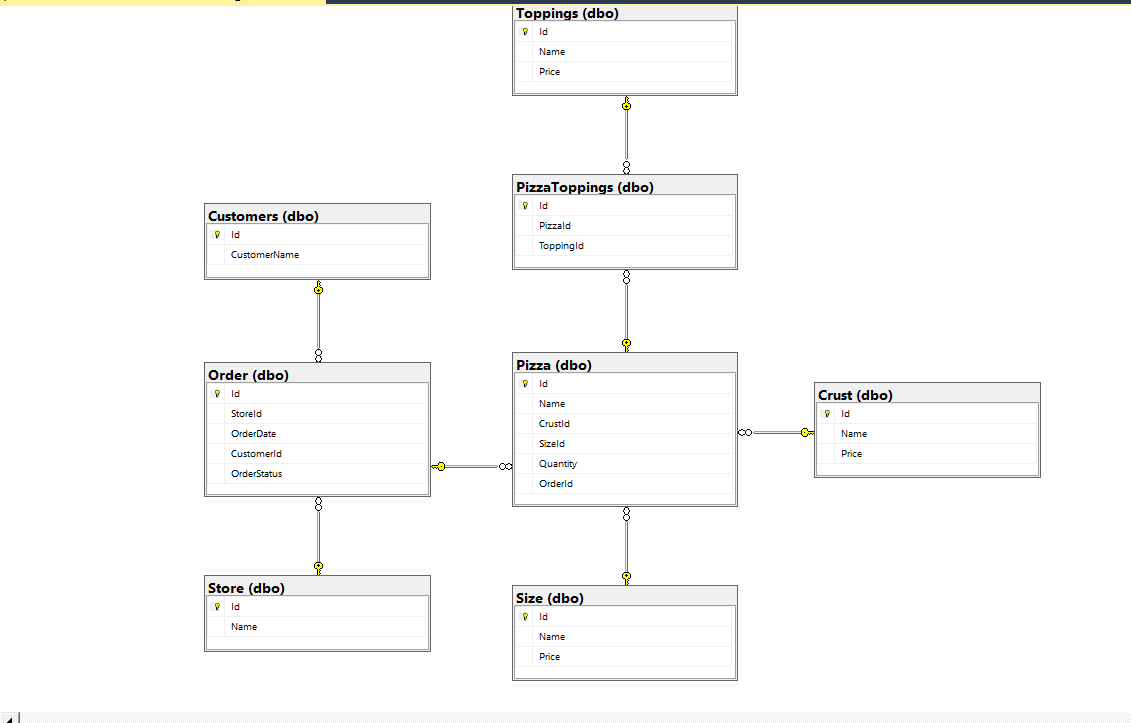 Toppings (dbo)
Id
Name
Price
PizzaToppings (dbo)
Id
PizzaId
ToppingId
Customers (dbo)
Id
CustomerName
Order (dbo)
Id
StoreId
OrderDate
CustomerId
OrderStatus
Pizza (dbo)
Id
Name
CrustId
SizeId
Quantity
OrderId
Crust (dbo)
Id
Name
Price
Store (dbo)
Id
Name
Size (dbo)
Id
Name
Price